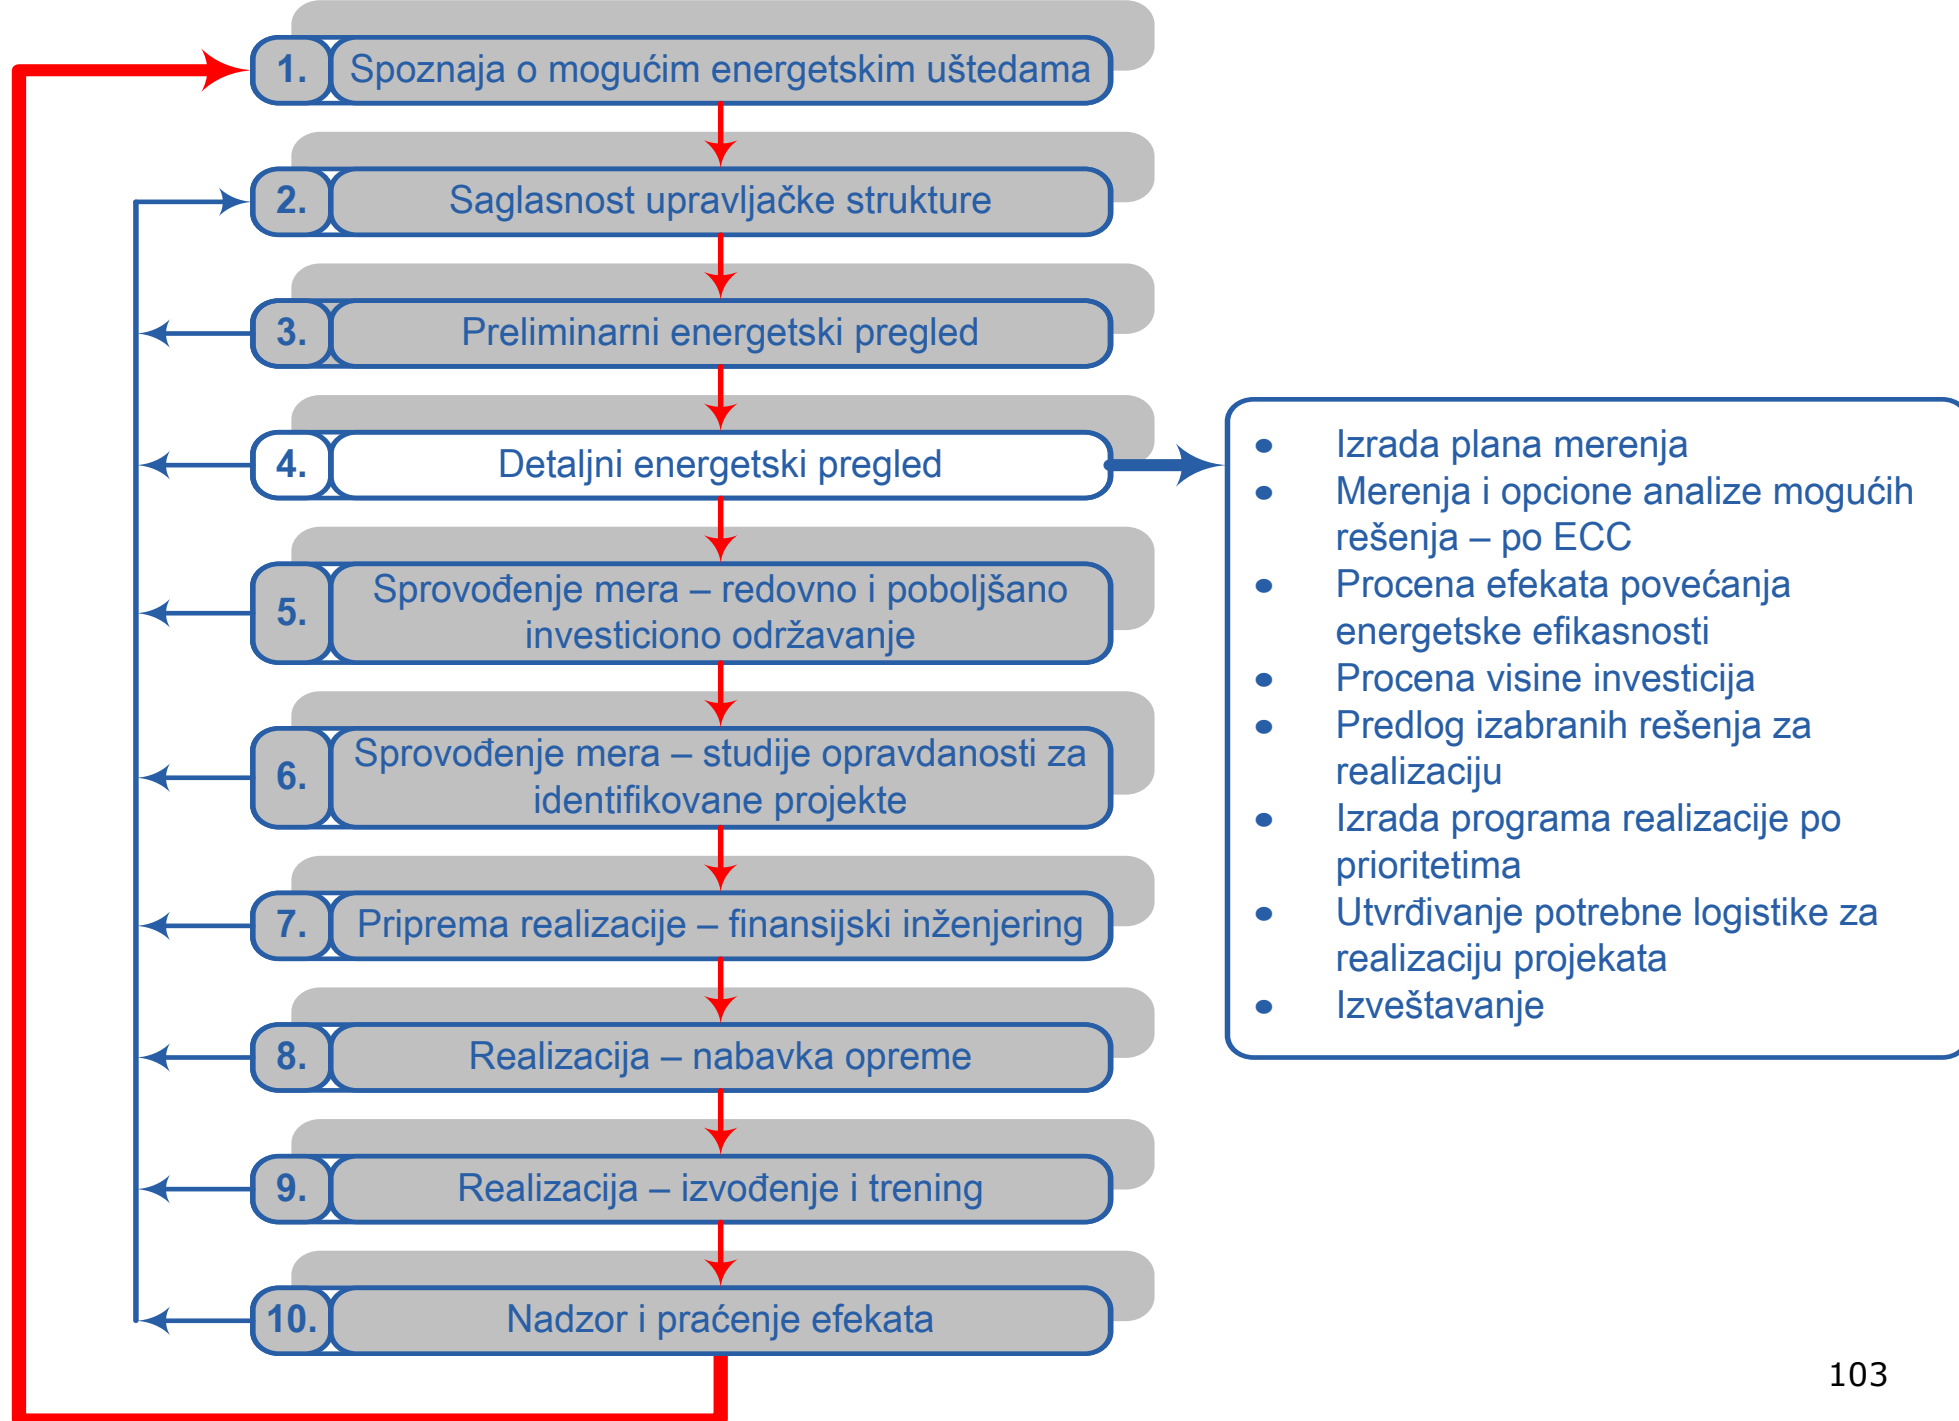 1. Spoznaja o mogućim energetskim uštedama
2. Saglasnost upravljačke strukture
3. Preliminarni energetski pregled
4. Detaljni energetski pregled
5. Sprovođenje mera – redovno i poboljšano
investiciono održavanje
6. Sprovođenje mera – studije opravdanosti za
identifikovane projekte
7. Priprema realizacije – finansijski inženjering
8. Realizacija – nabavka opreme
9. Realizacija – izvođenje i trening
10. Nadzor i praćenje efekata
• Izrada plana merenja
• Merenja i opcione analize mogućih
rešenja – po ECC
• Procena efekata povećanja
energetske efikasnosti
• Procena visine investicija
• Predlog izabranih rešenja za
realizaciju
• Izrada programa realizacije po
prioritetima
• Utvrđivanje potrebne logistike za
realizaciju projekata
• Izveštavanje
103